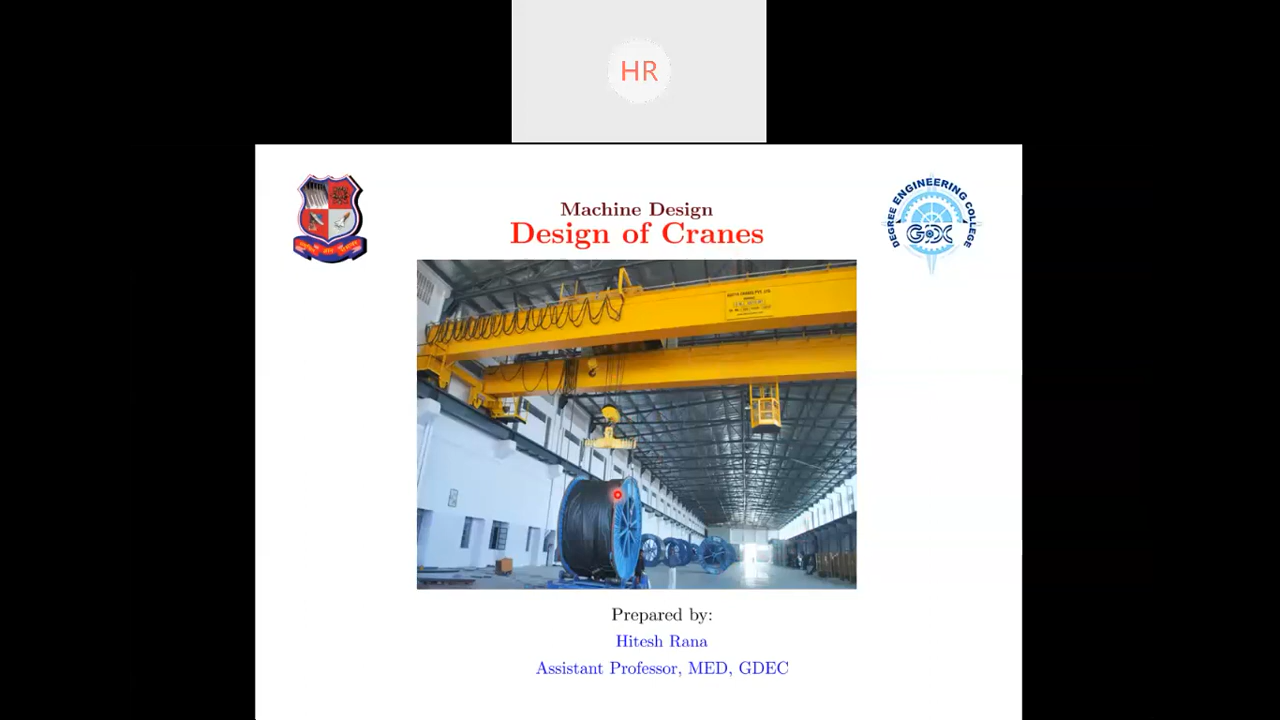 HR
Machine Design
Design of Cranes
DEGREE ENGINEERING COLLEGE
Prepared by:
Hitesh Rana
Assistant Professor, MED, GDEC